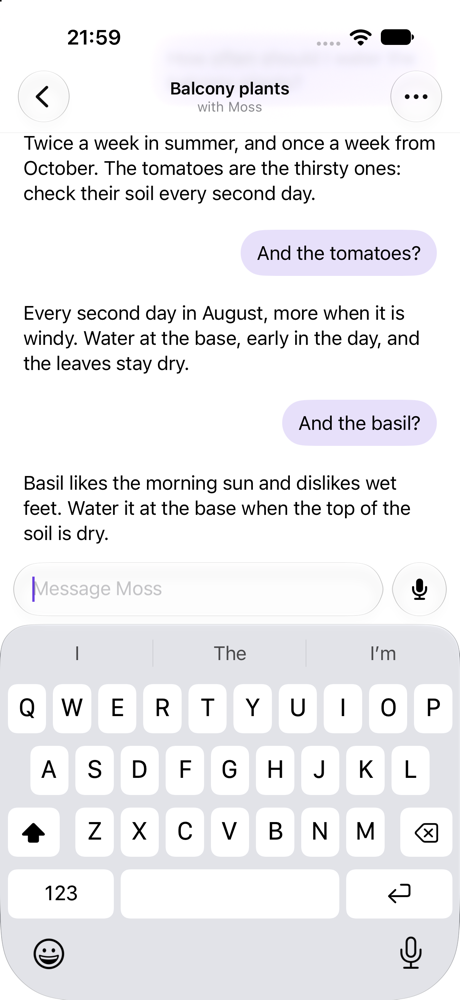 21:59
Balcony plants
with Moss
Twice a week in summer, and once a week from
October. The tomatoes are the thirsty ones:
check their soil every second day.
And the tomatoes?
Every second day in August, more when it is
windy. Water at the base, early in the day, and
the leaves stay dry.
And the basil?
Basil likes the morning sun and dislikes wet
feet. Water it at the base when the top of the
soil is dry.
Message Moss
I The I'm
Q W E R T Y U I O P
A S D F G H J K L
Z X C V B N M
123